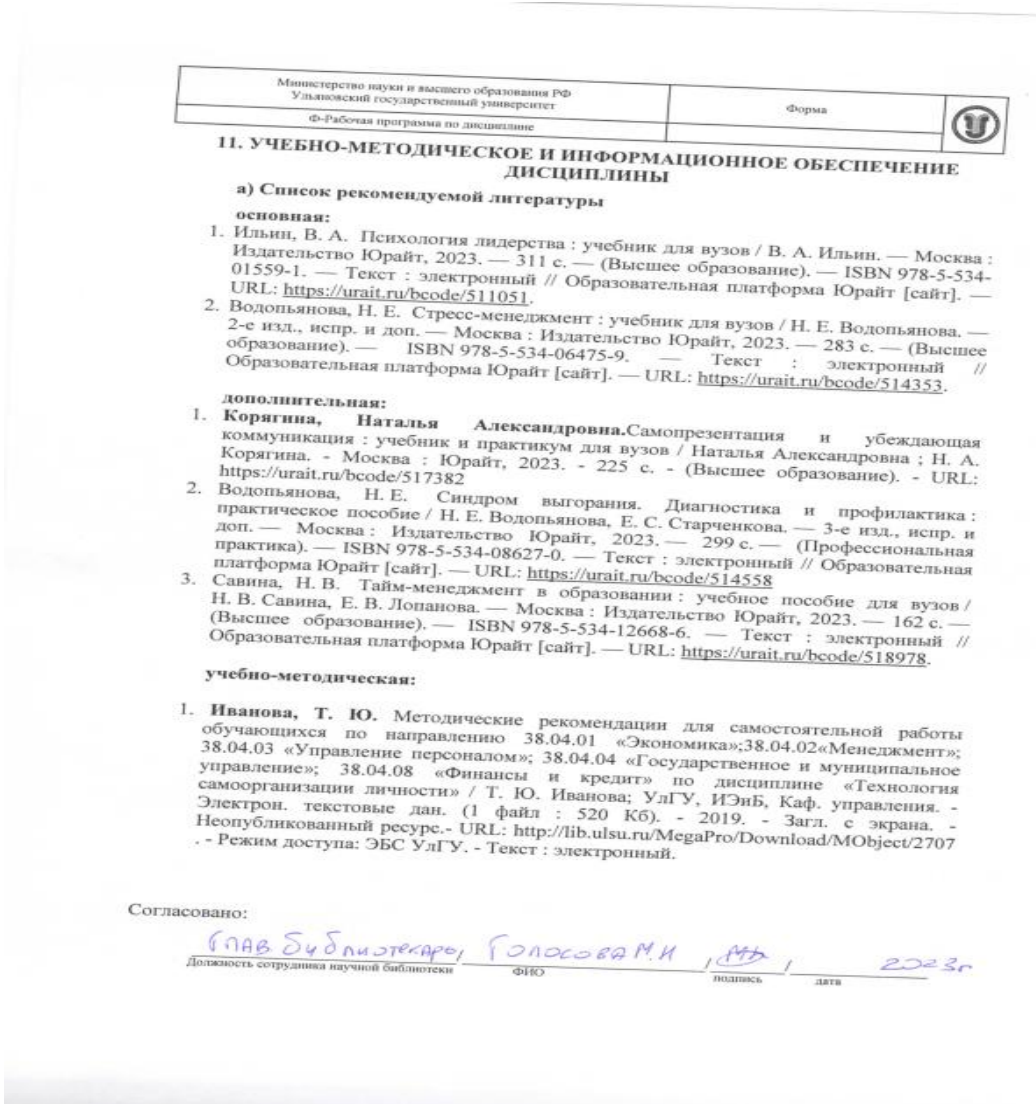 Министерство науки и высшего образования РФ
Ульяновский государственный университет
Форма
Ф-Рабочая программа по дисциплине
11. УЧЕБНО-МЕТОДИЧЕСКОЕ И ИНФОРМАЦИОННОЕ ОБЕСПЕЧЕНИЕ
ДИСЦИПЛИНЫ
а) Список рекомендуемой литературы
основная:
1. Ильин, В. А. Психология лидерства : учебник для вузов / В. А. Ильин. — Москва :
Издательство Юрайт, 2023. — 311 с. — (Высшее образование). — ISBN 978-5-534-
01559-1. — Текст : электронный // Образовательная платформа Юрайт [сайт]. —
URL: https://urait.ru/bcode/511051.
2. Водопьянова, Н. Е. Стресс-менеджмент : учебник для вузов / Н. Е. Водопьянова. —
2-е изд., испр. и доп. — Москва : Издательство Юрайт, 2023. — 283 с. — (Высшее
образование). — ISBN 978-5-534-06475-9. — Текст : электронный //
Образовательная платформа Юрайт [сайт]. — URL: https://urait.ru/bcode/514353.
дополнительная:
1. Корягина, Наталья Александровна.Самопрезентация и убеждающая
коммуникация : учебник и практикум для вузов / Наталья Александровна ; Н. А.
Корягина. - Москва : Юрайт, 2023. - 225 с. - (Высшее образование). - URL:
https://urait.ru/bcode/517382
2. Водопьянова, Н. Е. Синдром выгорания. Диагностика и профилактика :
практическое пособие / Н. Е. Водопьянова, Е. С. Старченкова. — 3-е изд., испр. и
доп. — Москва : Издательство Юрайт, 2023. — 299 с. — (Профессиональная
практика). — ISBN 978-5-534-08627-0. — Текст : электронный // Образовательная
платформа Юрайт [сайт]. — URL: https://urait.ru/bcode/514558
3. Савина, Н. В. Тайм-менеджмент в образовании : учебное пособие для вузов /
Н. В. Савина, Е. В. Лопанова. — Москва : Издательство Юрайт, 2023. — 162 с. —
(Высшее образование). — ISBN 978-5-534-12668-6. — Текст : электронный //
Образовательная платформа Юрайт [сайт]. — URL: https://urait.ru/bcode/518978.
учебно-методическая:
1. Иванова, Т. Ю. Методические рекомендации для самостоятельной работы
обучающихся по направлению 38.04.01 «Экономика»;38.04.02«Менеджмент»;
38.04.03 «Управление персоналом»; 38.04.04 «Государственное и муниципальное
управление»; 38.04.08 «Финансы и кредит» по дисциплине «Технология
самоорганизации личности» / Т. Ю. Иванова; УлГУ, ИЭиБ, Каф. управления. -
Электрон. текстовые дан. (1 файл : 520 Кб). - 2019. - Загл. с экрана. -
Неопубликованный ресурс.- URL: http://lib.ulsu.ru/MegaPro/Download/MObject/2707
. - Режим доступа: ЭБС УлГУ. - Текст : электронный.
Согласовано:
Глав библиотекарь/ Голосова М.И / / 2023г
Должность сотрудника научной библиотеки ФИО подпись дата